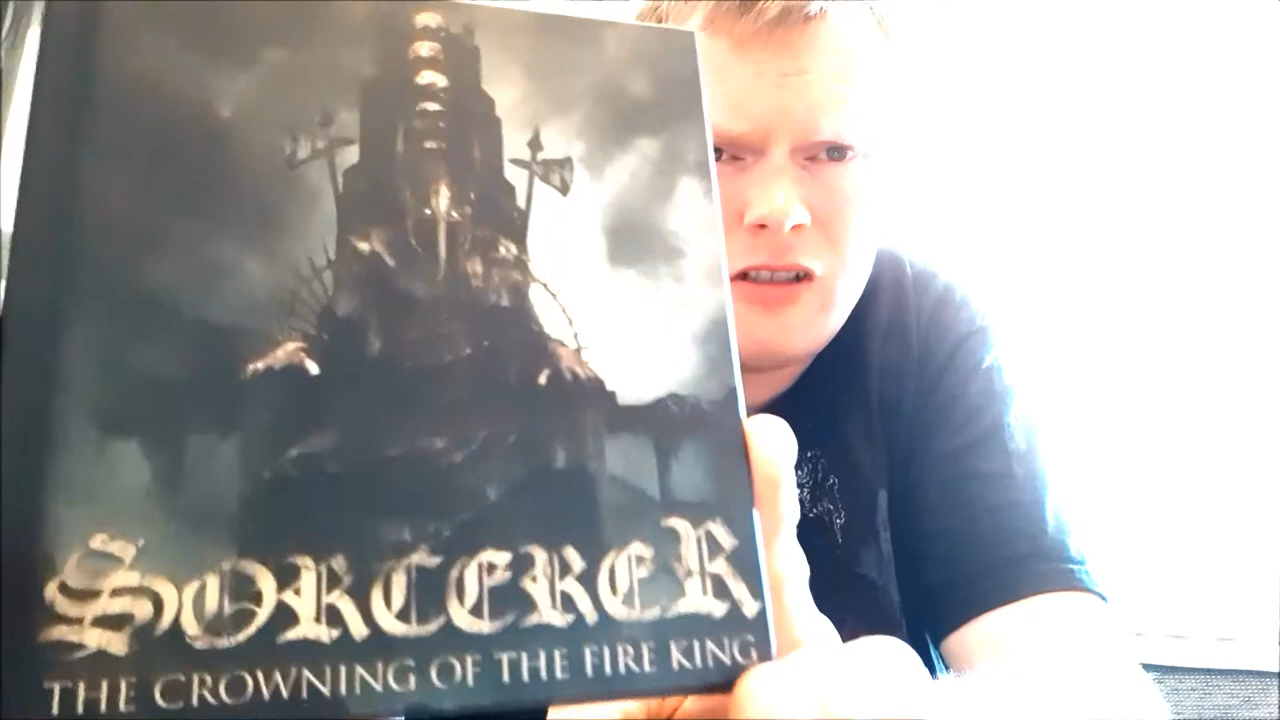 SORCERER
THE CROWNING OF THE FIRE KING